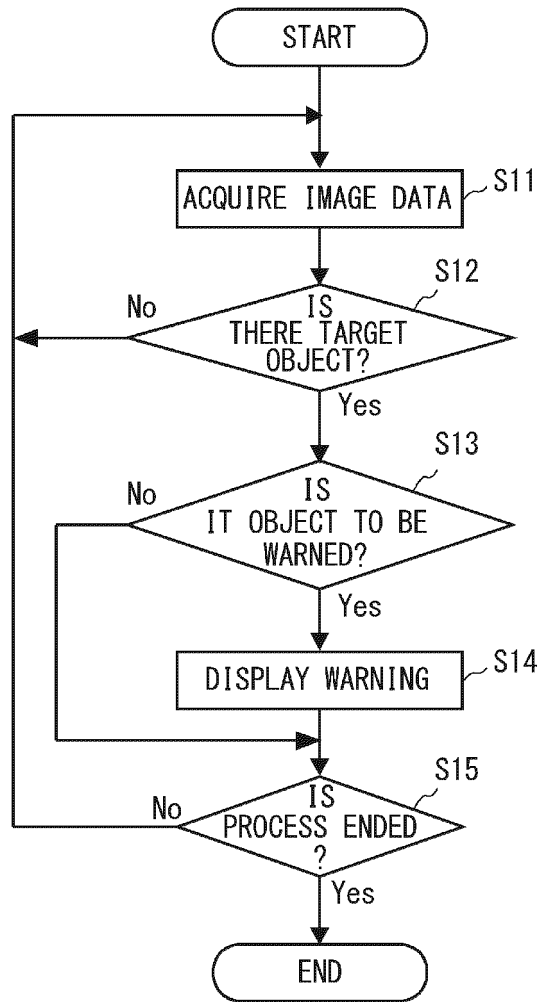 START
ACQUIRE IMAGE DATA
S11
S12
No
IS
THERE TARGET
OBJECT?
Yes
S13
No
IS
IT OBJECT TO BE
WARNED?
Yes
DISPLAY WARNING
S14
S15
No
IS
PROCESS ENDED
?
Yes
END